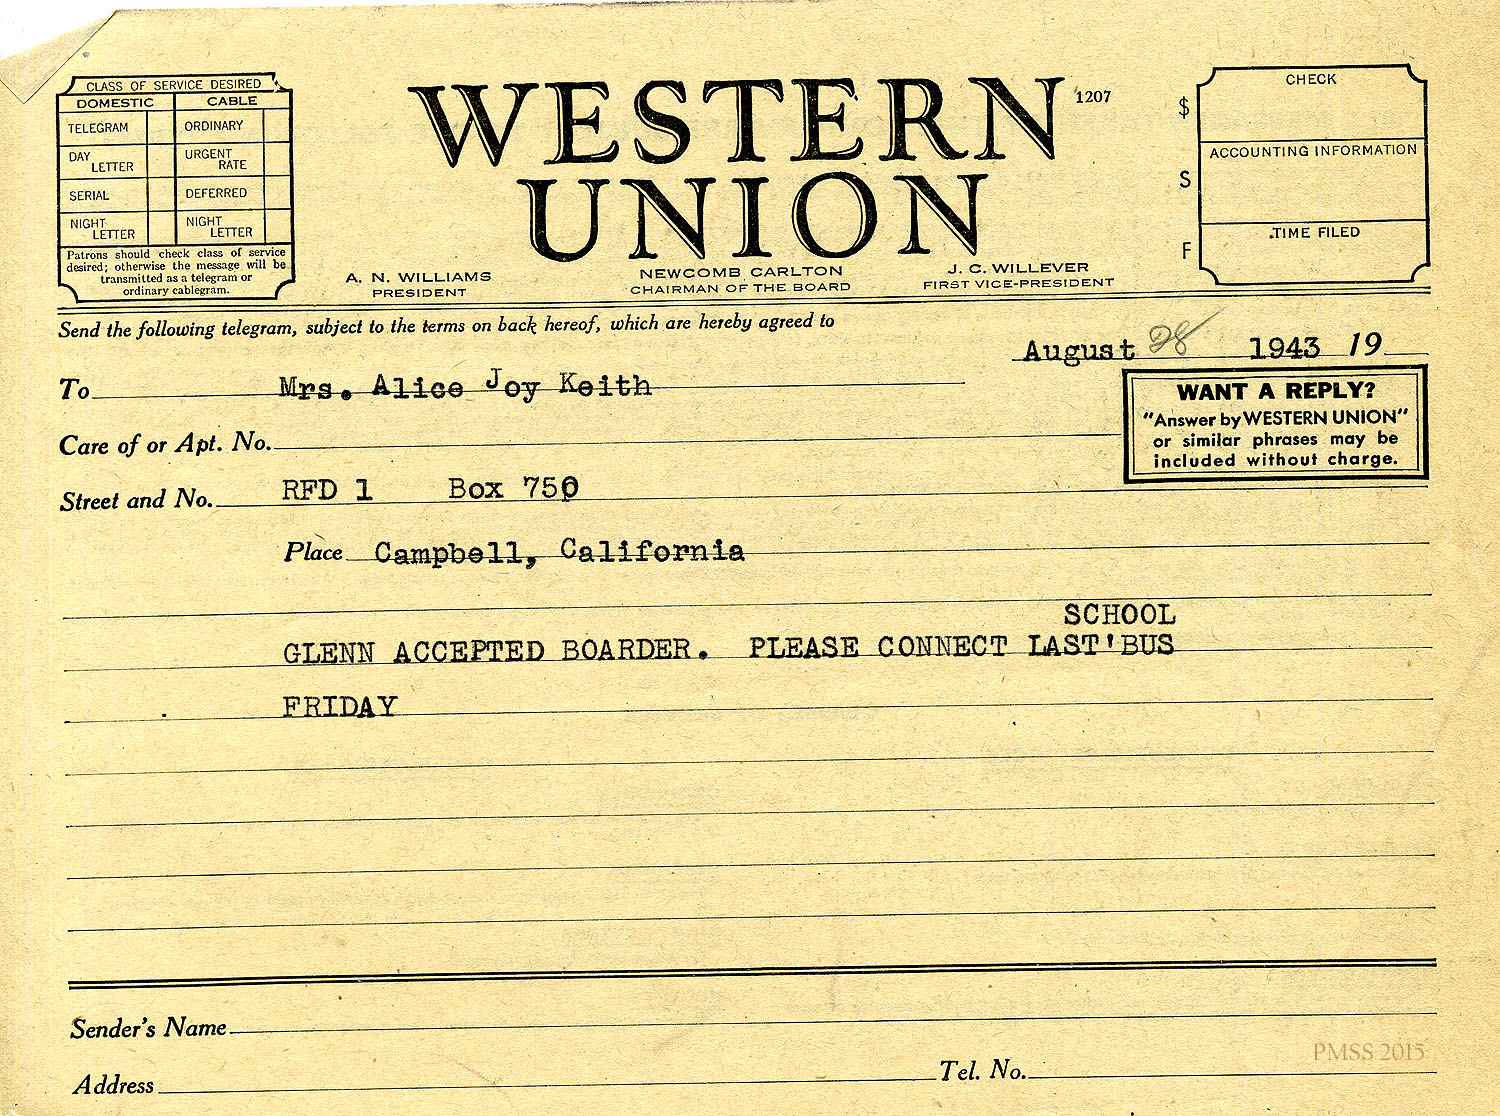 CLASS OF SERVICE DESIRED
DOMESTIC CABLE
TELEGRAM ORDINARY
DAY LETTER URGENT RATE
SERIAL DEFERRED
NIGHT LETTER NIGHT LETTER
Patrons should check class of service
desired; otherwise the message will be
transmitted as a telegram or
ordinary cablegram.
WESTERN
UNION
1207
A. N. WILLIAMS
PRESIDENT
NEWCOMB CARLTON
CHAIRMAN OF THE BOARD
J. C. WILLEVER
FIRST VICE-PRESIDENT
$
S
F
CHECK
ACCOUNTING INFORMATION
TIME FILED
Send the following telegram, subject to the terms on back hereof, which are hereby agreed to
August 28 1943 19
To Mrs. Alice Joy Keith
WANT A REPLY?
"Answer by WESTERN UNION"
or similar phrases may be
included without charge.
Care of or Apt. No.
Street and No. RFD 1 Box 750
Place Campbell, California
SCHOOL
GLENN ACCEPTED BOARDER. PLEASE CONNECT LAST'BUS
FRIDAY
Sender's Name
Address Tel. No.
PMSS 2015